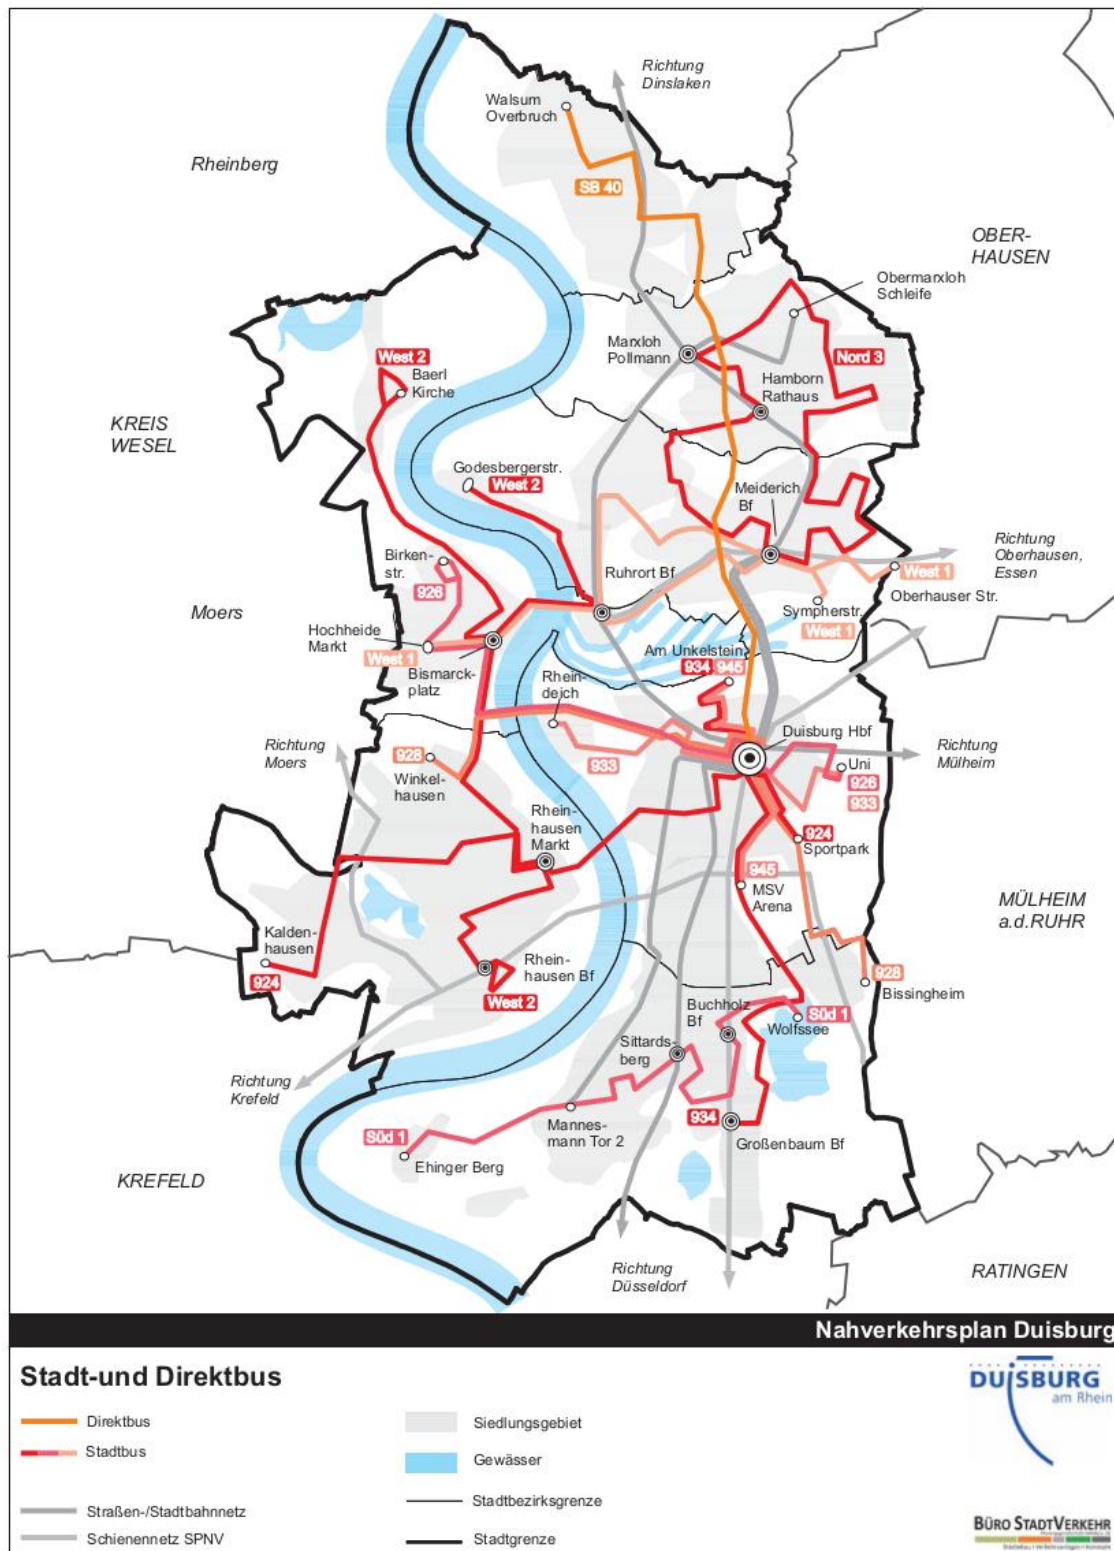 Richtung
Dinslaken
Walsum
Overbruch
Rheinberg
SB 40
OBER-
HAUSEN
Obermarxloh
Schleife
Marxloh
Pollmann
Nord 3
West 2
Baerl
Kirche
Hamborn
Rathaus
KREIS
WESEL
Godesbergerstr.
West 2
Meiderich
Bf
Richtung
Oberhausen,
Essen
Birken-
str.
926
Ruhrort Bf
West 1
Oberhauser Str.
Moers
Sympherstr.
West 1
Hochheide
Markt
West 1
Bismarck-
platz
Am Unkelstein
934 945
Rhein-
deich
Richtung
Moers
Duisburg Hbf
Richtung
Mülheim
928
Winkel-
hausen
933
Uni
926
933
Rhein-
hausen
Markt
924
Sportpark
945
MSV
Arena
MÜLHEIM
a.d.RUHR
Kalden-
hausen
924
Rhein-
hausen Bf
West 2
928
Bissingheim
Buchholz
Bf
Süd 1
Wolfssee
Sittards-
berg
Richtung
Krefeld
934
Großenbaum Bf
Mannes-
mann Tor 2
Süd 1
Ehinger Berg
KREFELD
Richtung
Düsseldorf
RATINGEN
Nahverkehrsplan Duisburg
Stadt-und Direktbus
Direktbus
Stadtbus
Straßen-/Stadtbahnnetz
Schienennetz SPNV
Siedlungsgebiet
Gewässer
Stadtbezirksgrenze
Stadtgrenze
DUISBURG
am Rhein
BÜRO STADTVERKEHR